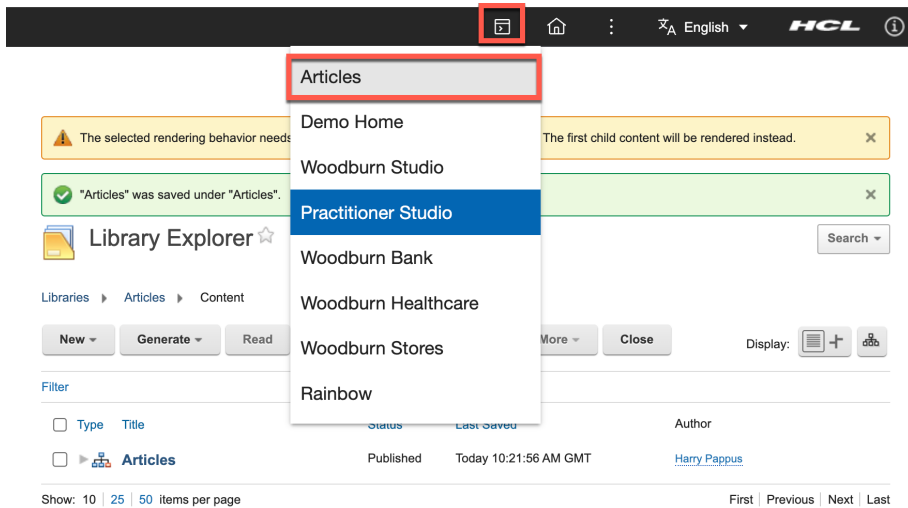 English HCL
Articles
Demo Home
Woodburn Studio
Practitioner Studio
Woodburn Bank
Woodburn Healthcare
Woodburn Stores
Rainbow
The selected rendering behavior needs The first child content will be rendered instead.
"Articles" was saved under "Articles".
Library Explorer
Search
Libraries Articles Content
New Generate Read More Close Display:
Filter
Type Title Status Last Saved Author
Articles Published Today 10:21:56 AM GMT Harry Pappus
Show: 10 25 50 items per page First Previous Next Last